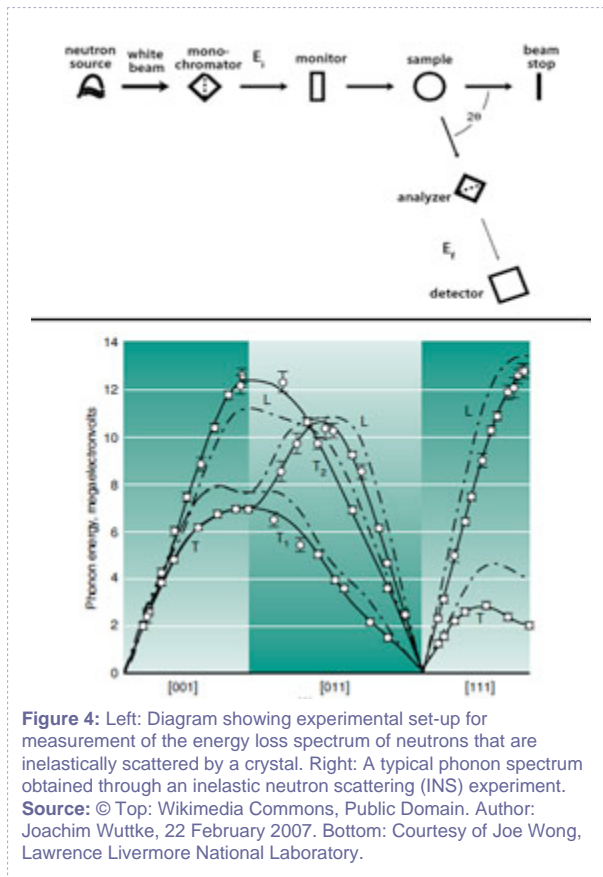 neutron source
white beam
mono-chromator
Ei
monitor
sample
beam stop
2θ
analyzer
Ef
detector
14
12
10
8
6
4
2
0
Phonon energy, megaelectronvolts
L
T
T1
T2
L
L
T
[001]
[011]
[111]
Figure 4: Left: Diagram showing experimental set-up for
measurement of the energy loss spectrum of neutrons that are
inelastically scattered by a crystal. Right: A typical phonon spectrum
obtained through an inelastic neutron scattering (INS) experiment.
Source: © Top: Wikimedia Commons, Public Domain. Author:
Joachim Wuttke, 22 February 2007. Bottom: Courtesy of Joe Wong,
Lawrence Livermore National Laboratory.